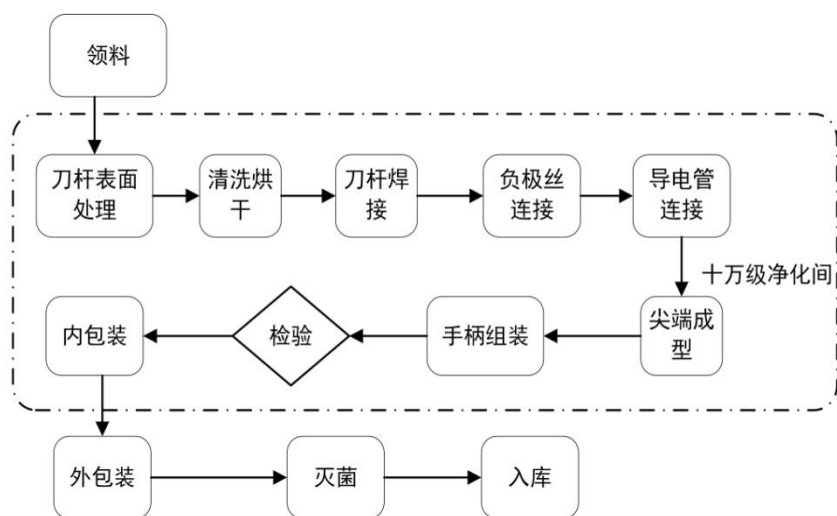 领料
刀杆表面
处理
清洗烘
干
刀杆焊
接
负极丝
连接
导电管
连接
十万级净化间
尖端成
型
手柄组装
检验
内包装
外包装
灭菌
入库